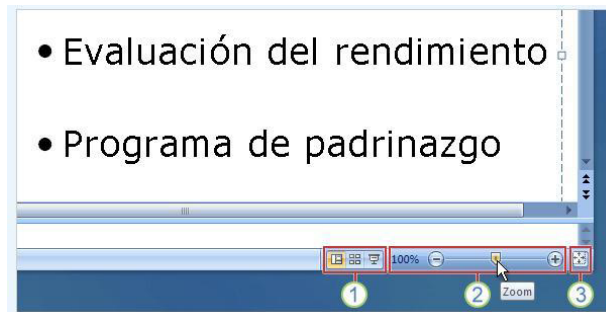 • Evaluación del rendimiento
• Programa de padrinazgo
100%
1 2 Zoom 3